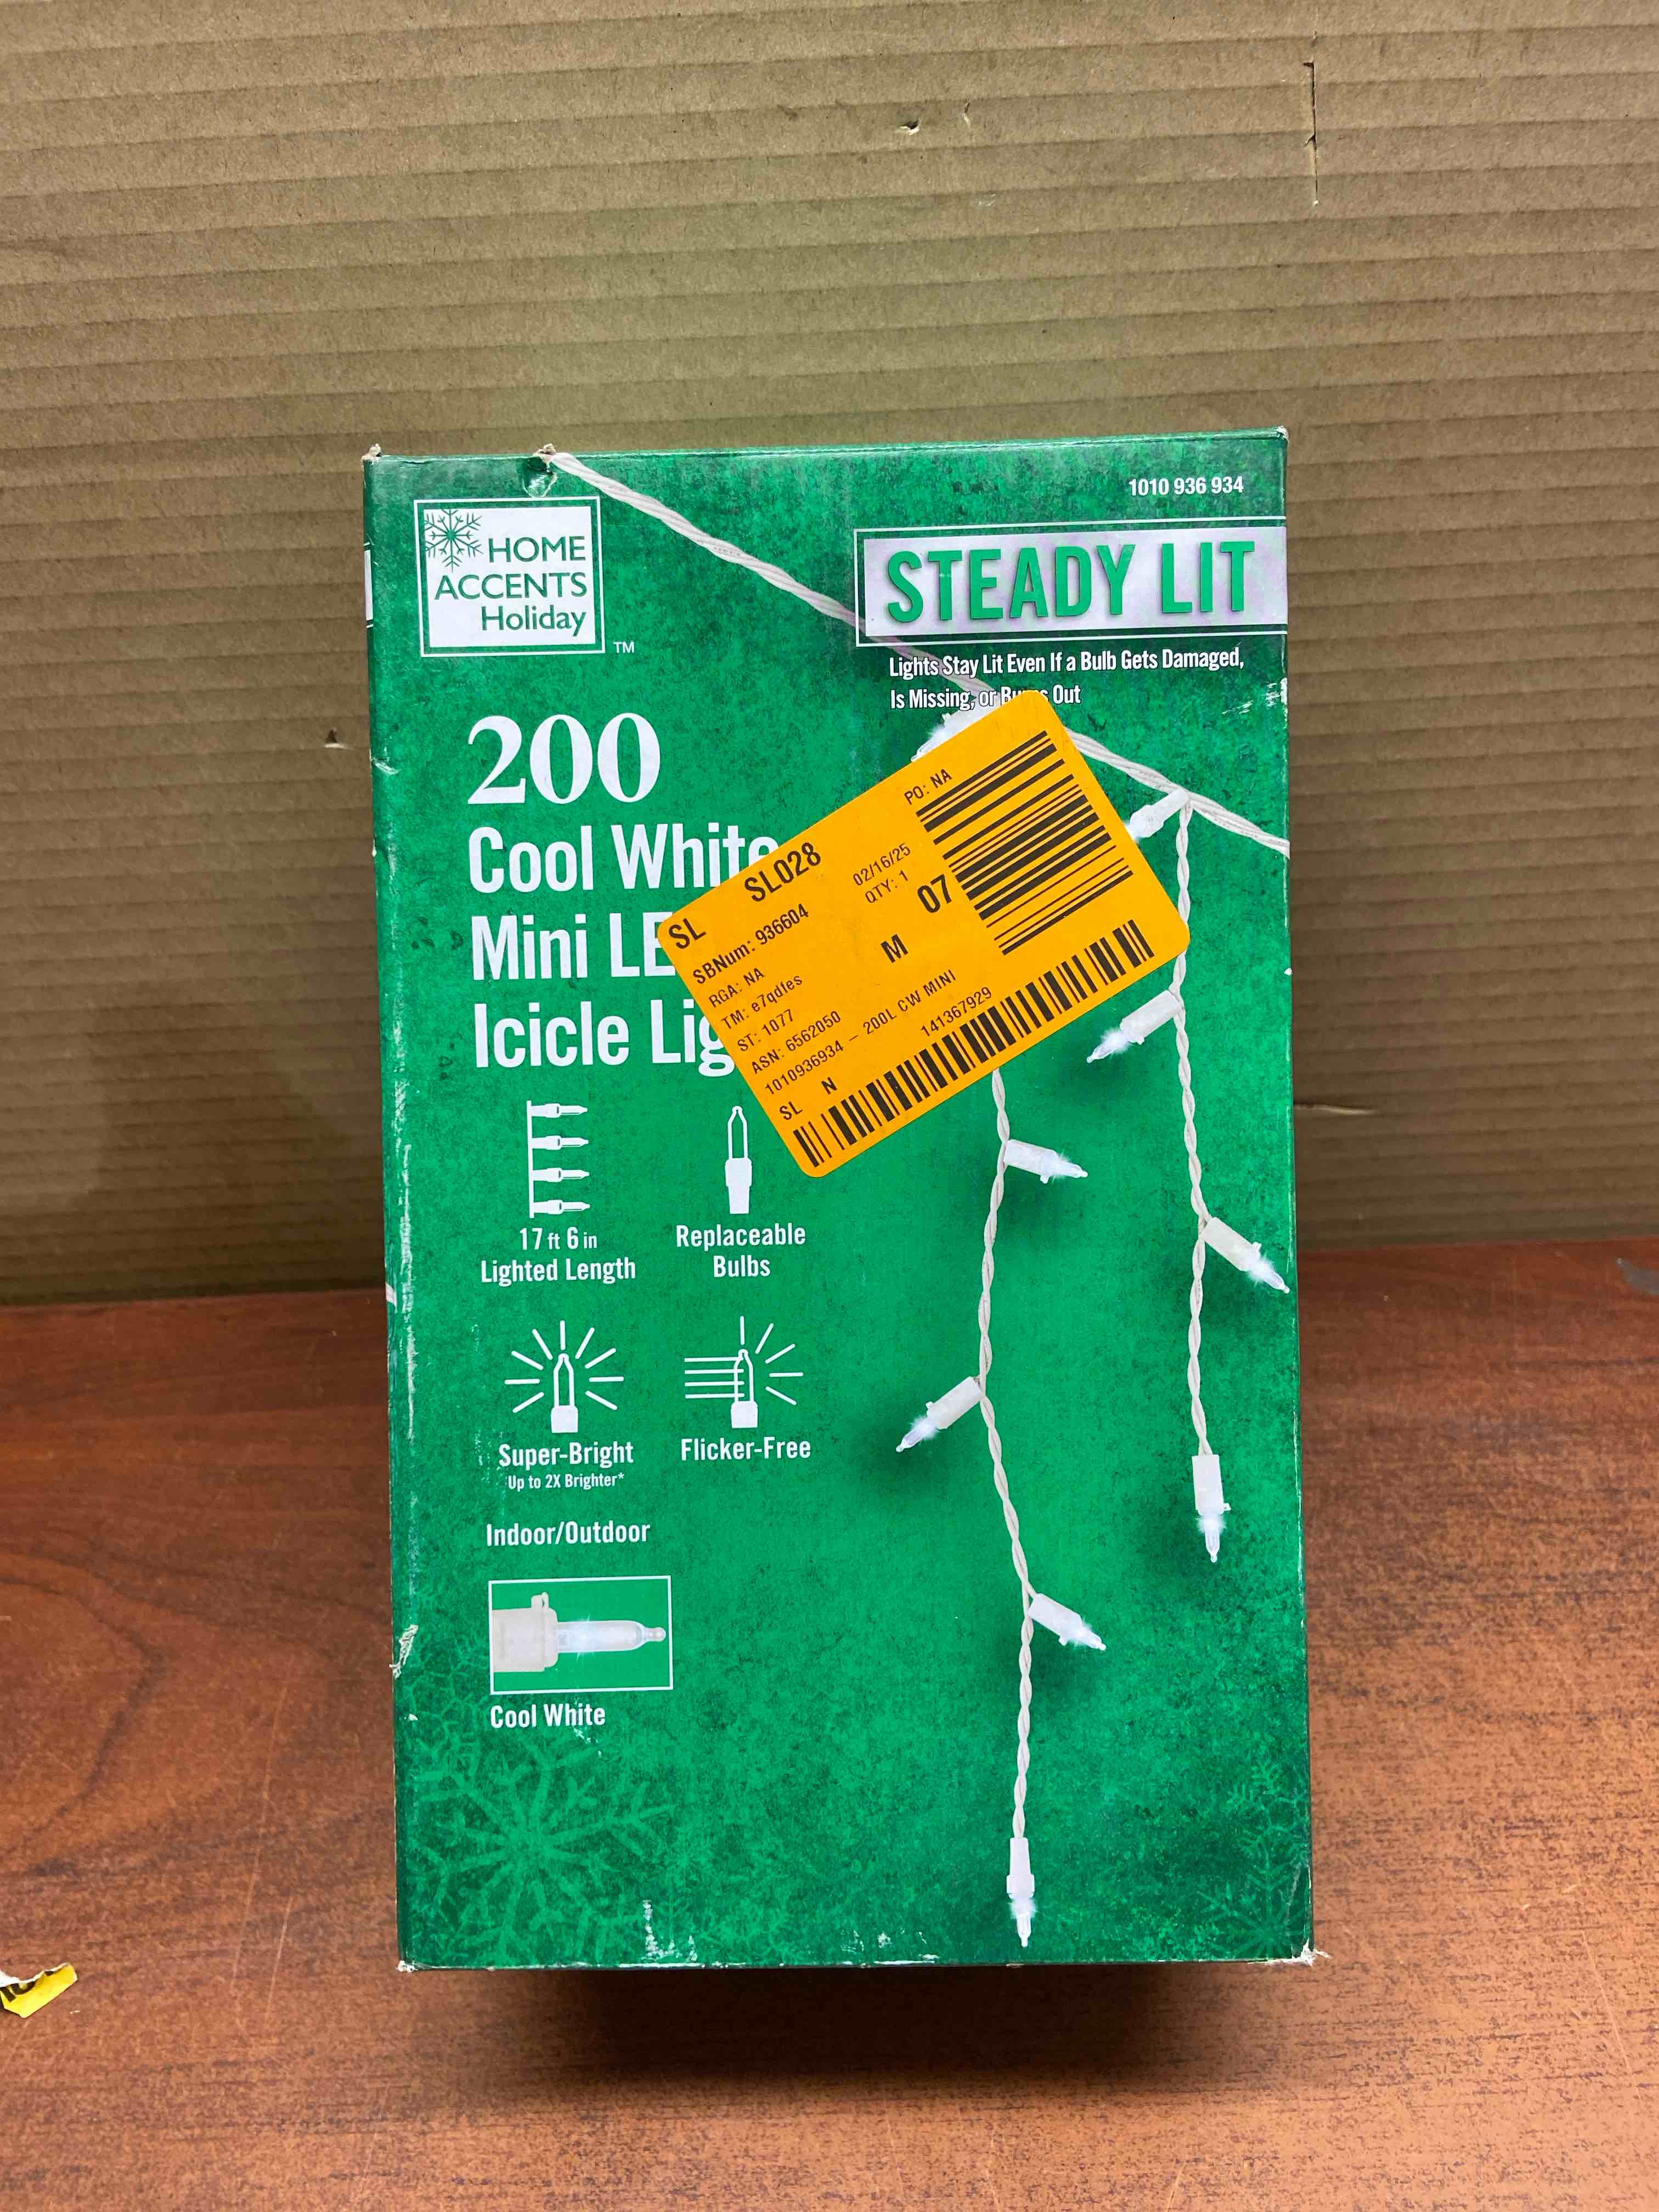 1010 936 934
HOME
ACCENTS
Holiday
TM
STEADY LIT
Lights Stay Lit Even If a Bulb Gets Damaged,
Is Missing, or Out
200
Cool White
Mini
Icicle
SL SL028
SBNum: 936604
RGA: NA
TM: e7qdfes
ST: 1077
ASN: 6562050
1010936934 – 200L CW MINI
SL N 141367929
PO: NA
02/16/25
QTY: 1
07
M
17 ft 6 in
Lighted Length
Replaceable
Bulbs
Super-Bright
Up to 2X Brighter*
Flicker-Free
Indoor/Outdoor
Cool White